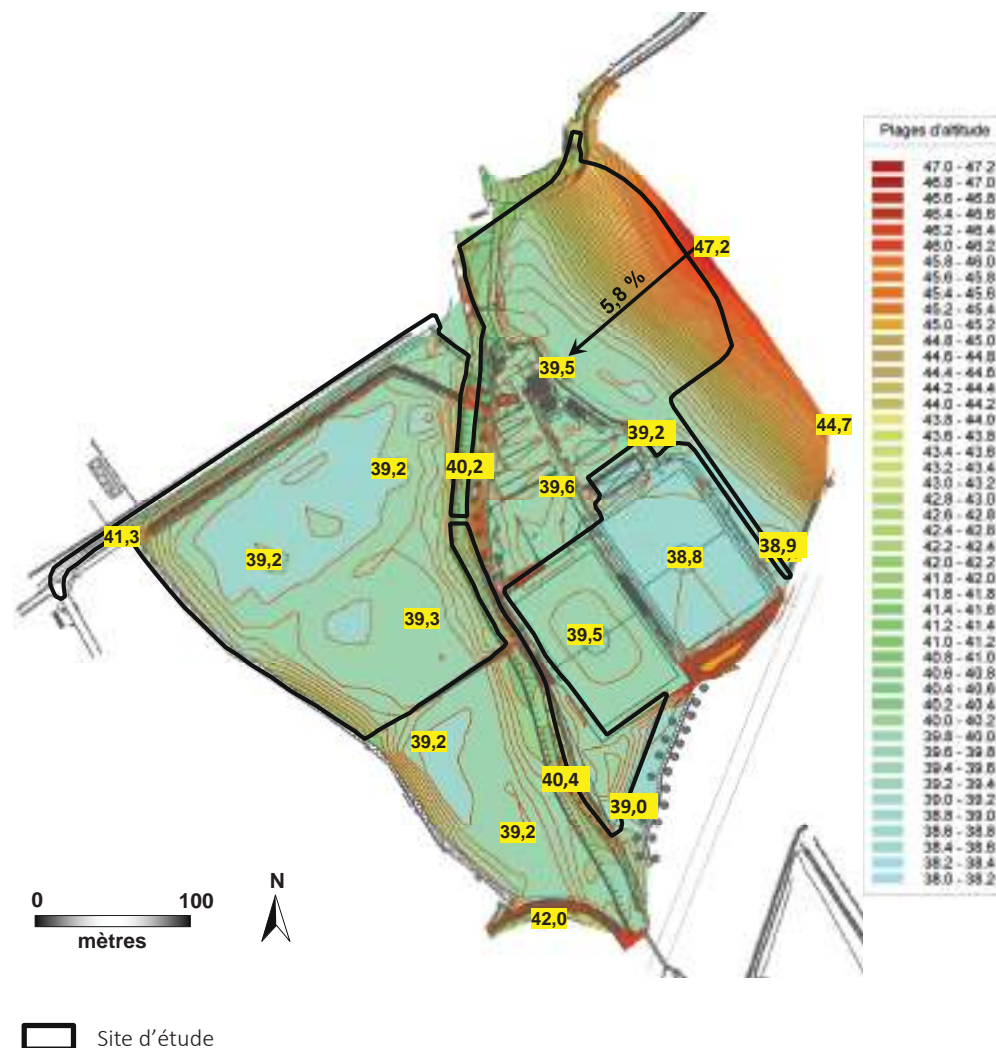 Plages d'altitude
47.0 - 47.2
46.8 - 47.0
46.6 - 46.8
46.4 - 46.6
46.2 - 46.4
46.0 - 46.2
45.8 - 46.0
45.6 - 45.8
45.4 - 45.6
45.2 - 45.4
45.0 - 45.2
44.8 - 45.0
44.6 - 44.8
44.4 - 44.6
44.2 - 44.4
44.0 - 44.2
43.8 - 44.0
43.6 - 43.8
43.4 - 43.6
43.2 - 43.4
43.0 - 43.2
42.8 - 43.0
42.6 - 42.8
42.4 - 42.6
42.2 - 42.4
42.0 - 42.2
41.8 - 42.0
41.6 - 41.8
41.4 - 41.6
41.2 - 41.4
41.0 - 41.2
40.8 - 41.0
40.6 - 40.8
40.4 - 40.6
40.2 - 40.4
40.0 - 40.2
39.8 - 40.0
39.6 - 39.8
39.4 - 39.6
39.2 - 39.4
39.0 - 39.2
38.8 - 39.0
38.6 - 38.8
38.4 - 38.6
38.2 - 38.4
38.0 - 38.2
47,2
5,8 %
39,5
44,7
39,2
39,2
40,2
39,6
41,3
38,9
39,2
38,8
39,3
39,5
39,2
40,4
39,0
39,2
42,0
0 100
mètres
N
Site d'étude